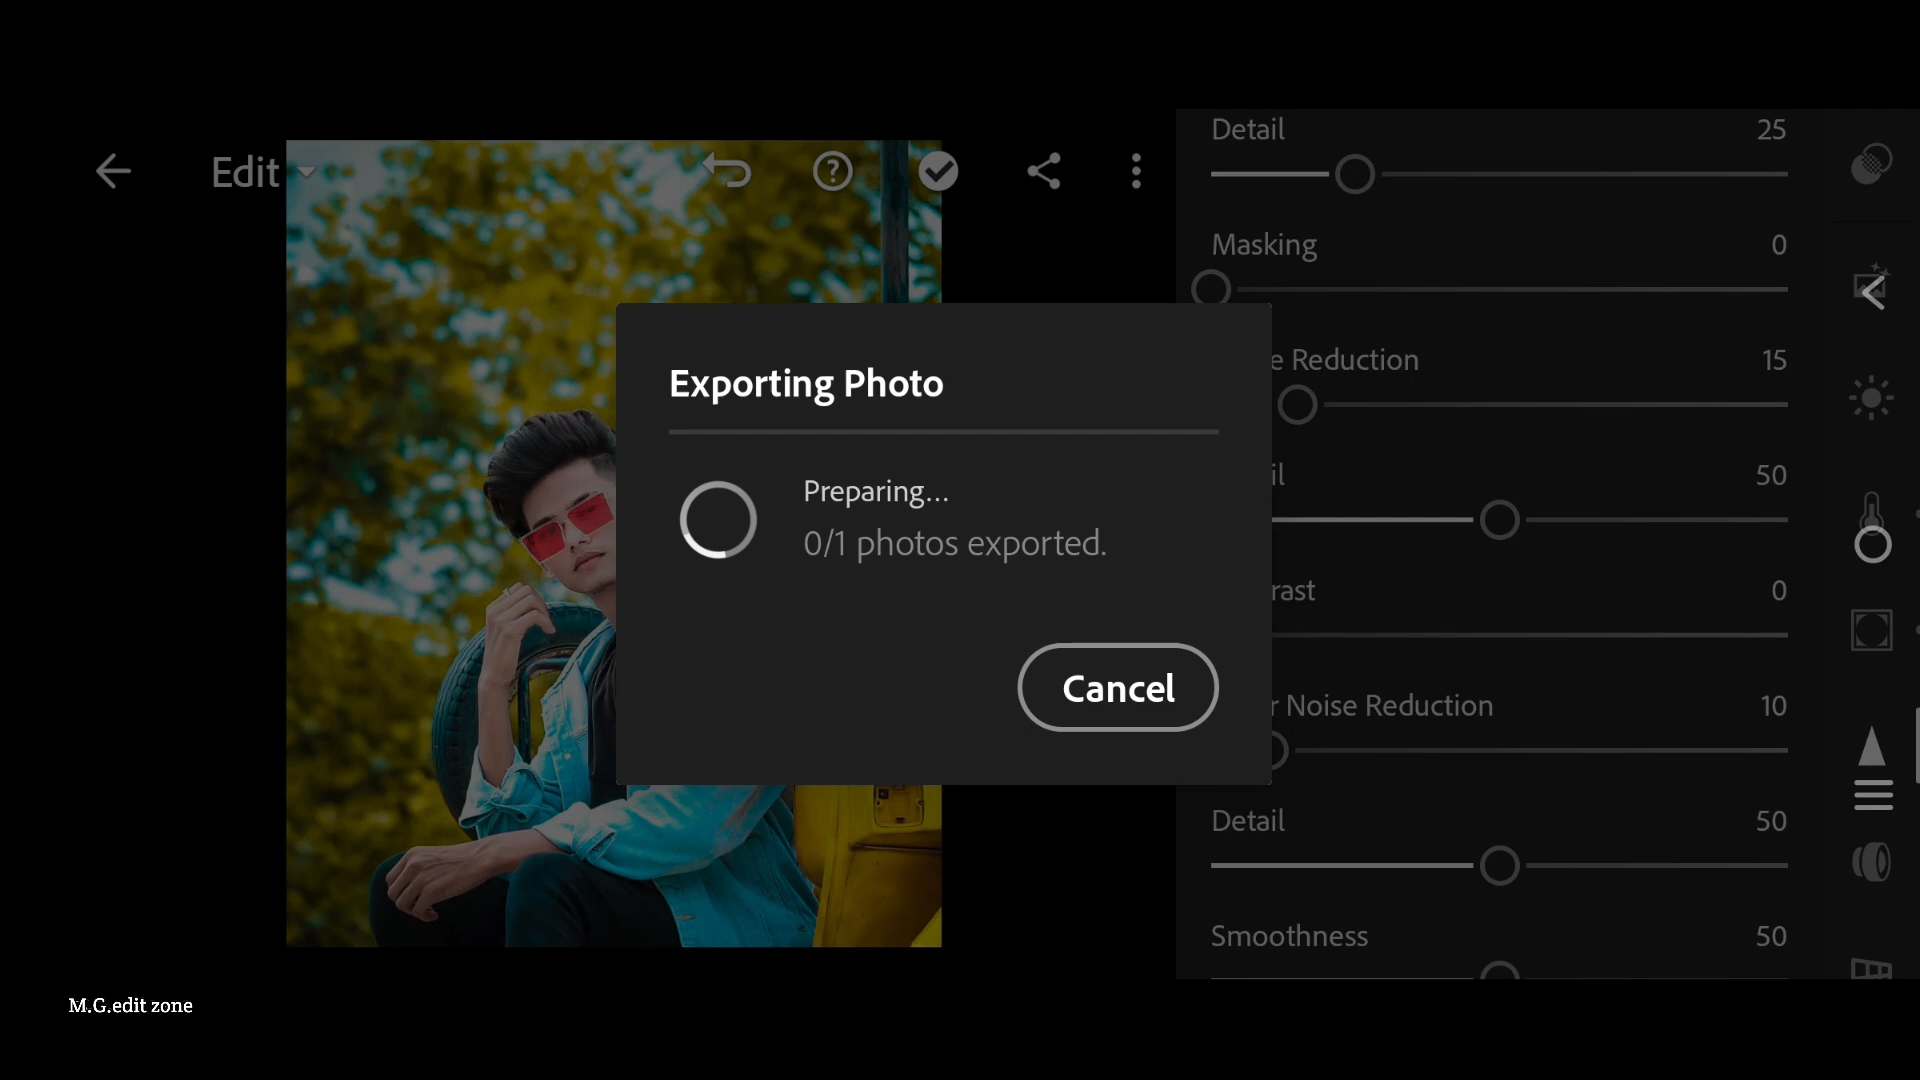 Edit
Detail 25
Masking 0
e Reduction 15
il 50
rast 0
r Noise Reduction 10
Detail 50
Smoothness 50
Exporting Photo
Preparing...
0/1 photos exported.
Cancel
M.G.edit zone